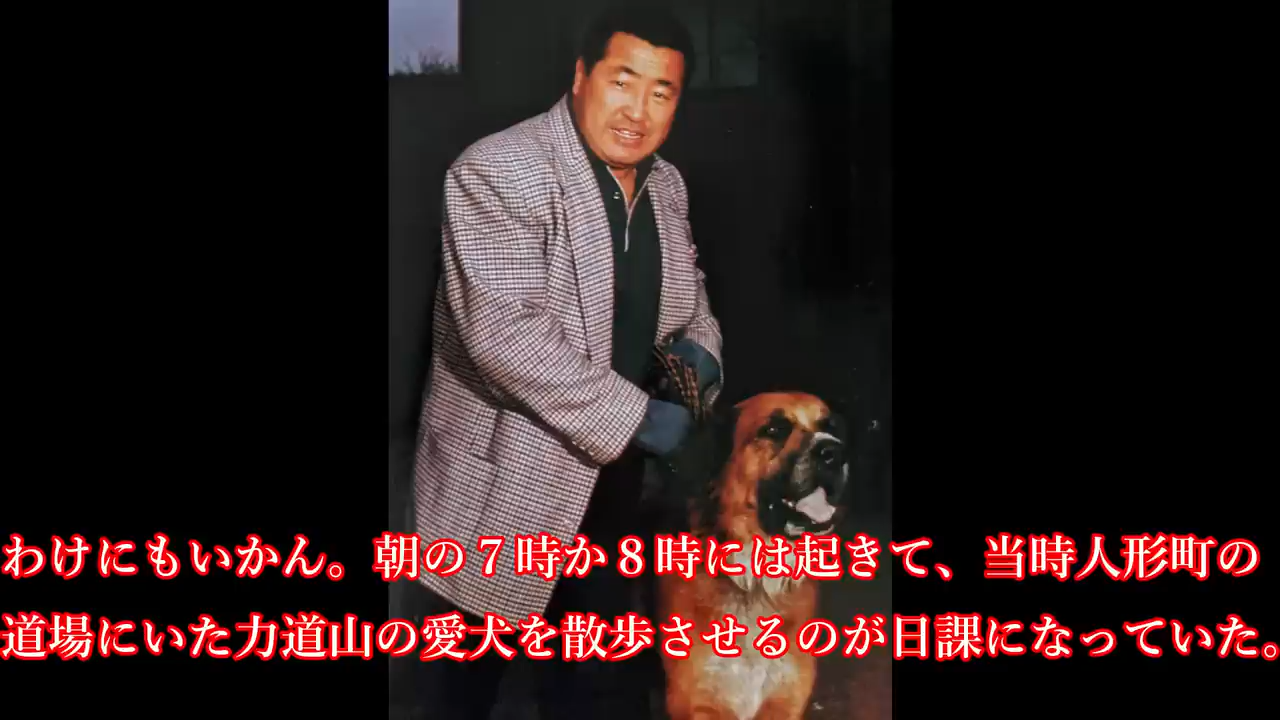 わけにもいかん。朝の７時か８時には起きて、当時人形町の
道場にいた力道山の愛犬を散歩させるのが日課になっていた。